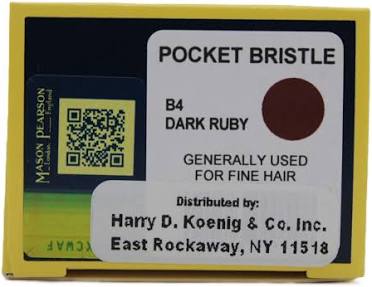 POCKET BRISTLE
B4
DARK RUBY
GENERALLY USED
FOR FINE HAIR
MASON PEARSON
London, England
Distributed by:
Harry D. Koenig & Co. Inc.
East Rockaway, NY 11518